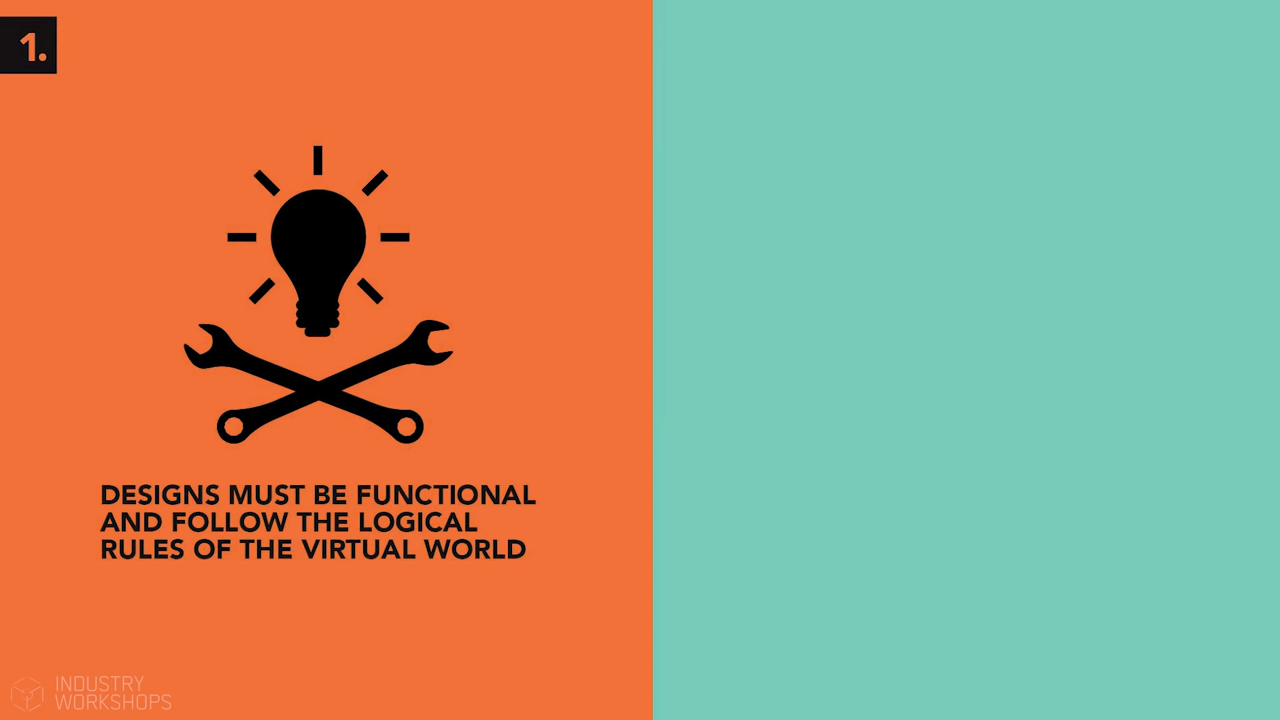 1.
DESIGNS MUST BE FUNCTIONAL
AND FOLLOW THE LOGICAL
RULES OF THE VIRTUAL WORLD
INDUSTRY
WORKSHOPS